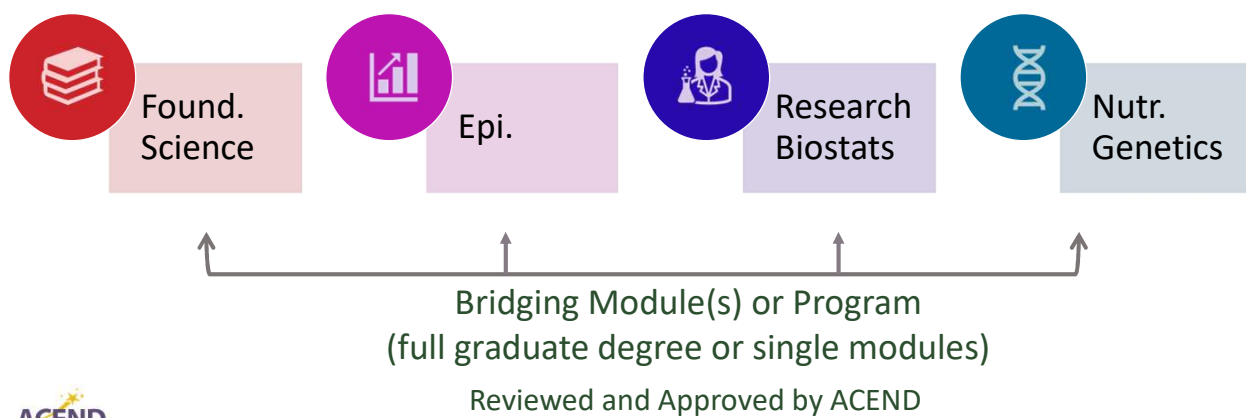 Found.
Science
Epi.
Research
Biostats
Nutr.
Genetics
Bridging Module(s) or Program
(full graduate degree or single modules)
Reviewed and Approved by ACEND
ACEND